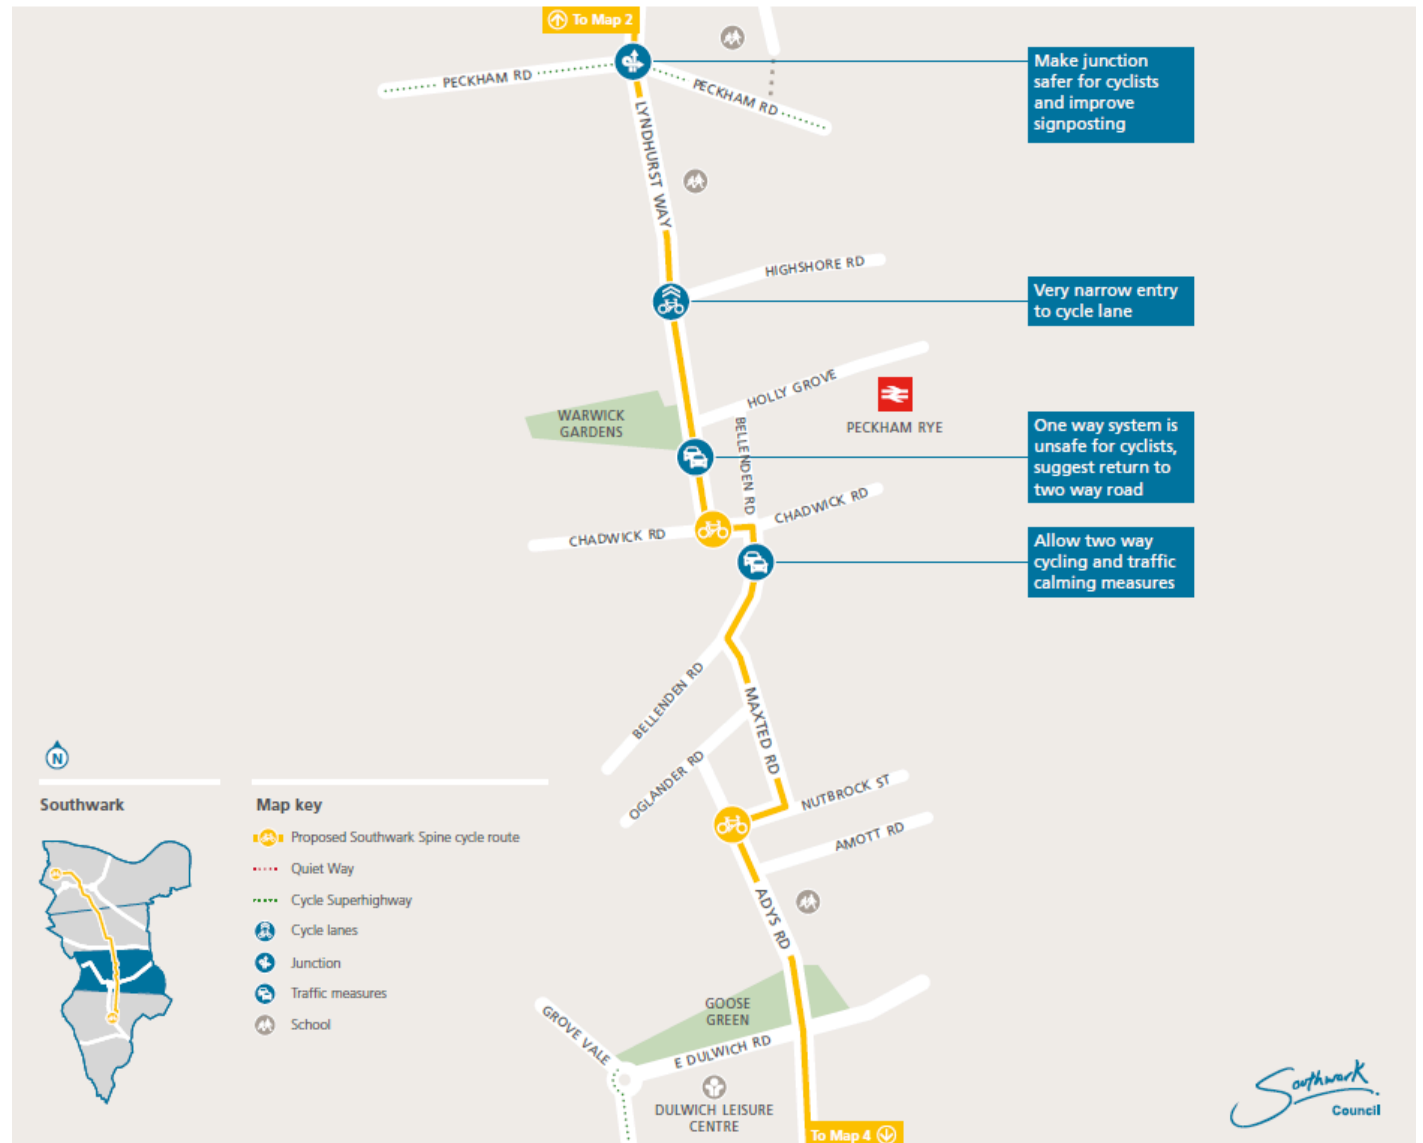 To Map 2
PECKHAM RD
PECKHAM RD
Make junction
safer for cyclists
and improve
signposting
LYNDHURST WAY
HIGHSHORE RD
Very narrow entry
to cycle lane
HOLLY GROVE
WARWICK
GARDENS
BELLENDEN RD
PECKHAM RYE
One way system is
unsafe for cyclists,
suggest return to
two way road
CHADWICK RD
CHADWICK RD
Allow two way
cycling and traffic
calming measures
BELLENDEN RD
MAXTED RD
OGLANDER RD
NUTBROCK ST
AMOTT RD
ADYS RD
N
Southwark
Map key
Proposed Southwark Spine cycle route
Quiet Way
Cycle Superhighway
Cycle lanes
Junction
Traffic measures
School
GOOSE
GREEN
GROVE VALE
E DULWICH RD
DULWICH LEISURE
CENTRE
To Map 4
Southwark
Council